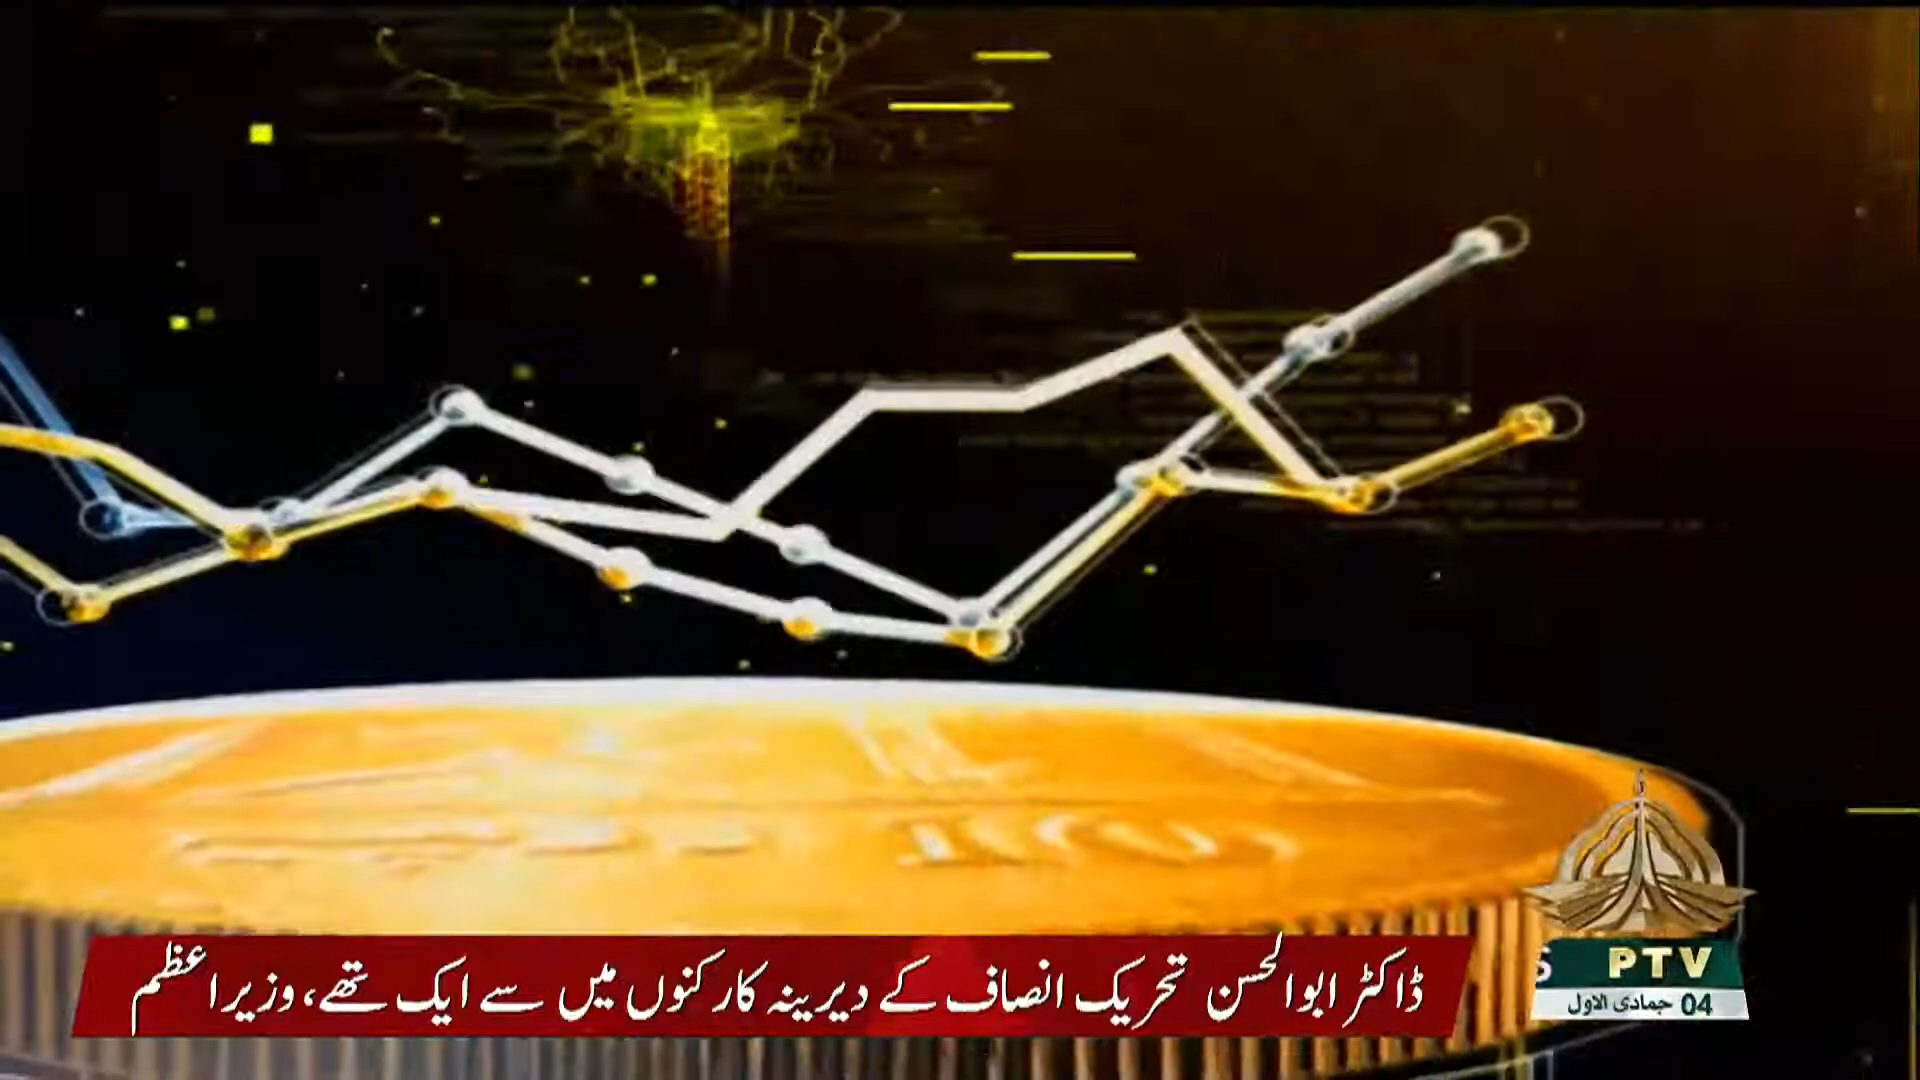 ڈاکٹر ابوالحسن تحریک انصاف کے دیرینہ کارکنوں میں سے ایک تھے، وزیراعظم
PTV
04 جمادی الاول